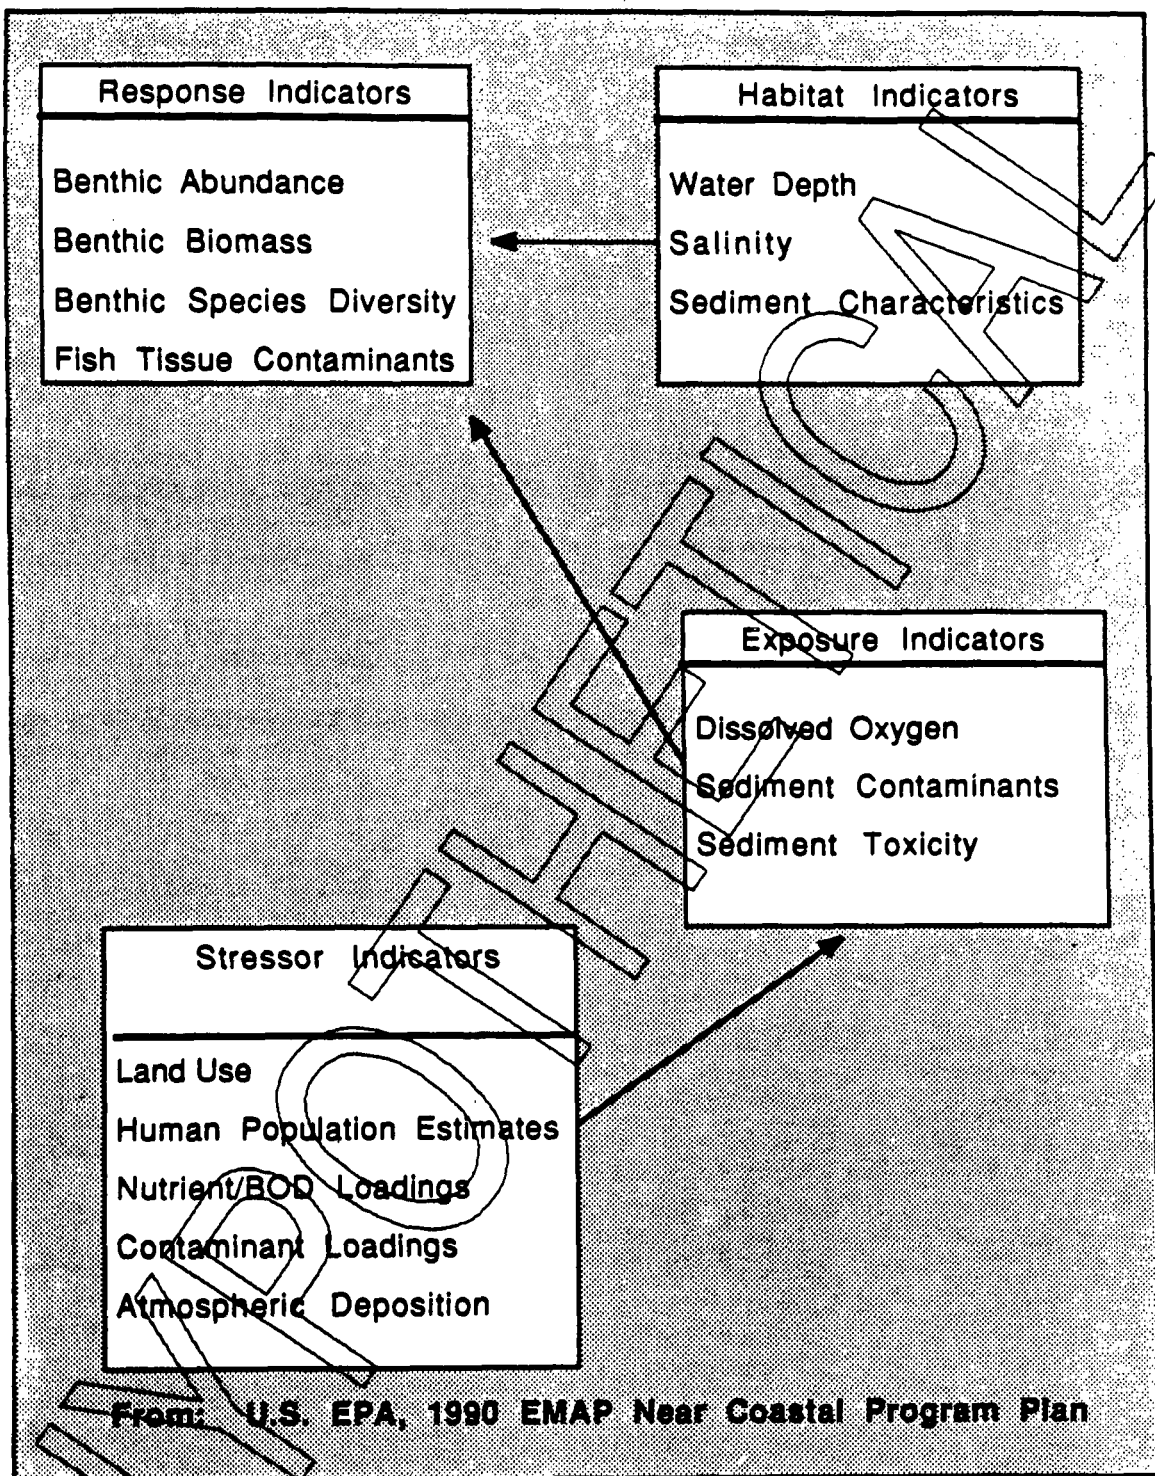 Response Indicators
Benthic Abundance
Benthic Biomass
Benthic Species Diversity
Fish Tissue Contaminants
Habitat Indicators
Water Depth
Salinity
Sediment Characteristics
Exposure Indicators
Dissolved Oxygen
Sediment Contaminants
Sediment Toxicity
Stressor Indicators
Land Use
Human Population Estimates
Nutrient/BOD Loadings
Contaminant Loadings
Atmospheric Deposition
From: U.S. EPA, 1990 EMAP Near Coastal Program Plan
HYPOTHETICAL